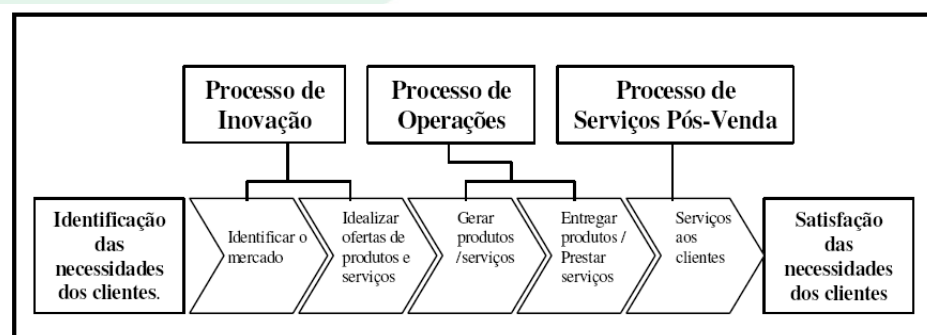 Processo de
Inovação
Processo de
Operações
Processo de
Serviços Pós-Venda
Identificação
das
necessidades
dos clientes.
Identificar o
mercado
Idealizar
ofertas de
produtos e
serviços
Gerar
produtos
/serviços
Entregar
produtos /
Prestar
serviços
Serviços
aos
clientes
Satisfação
das
necessidades
dos clientes